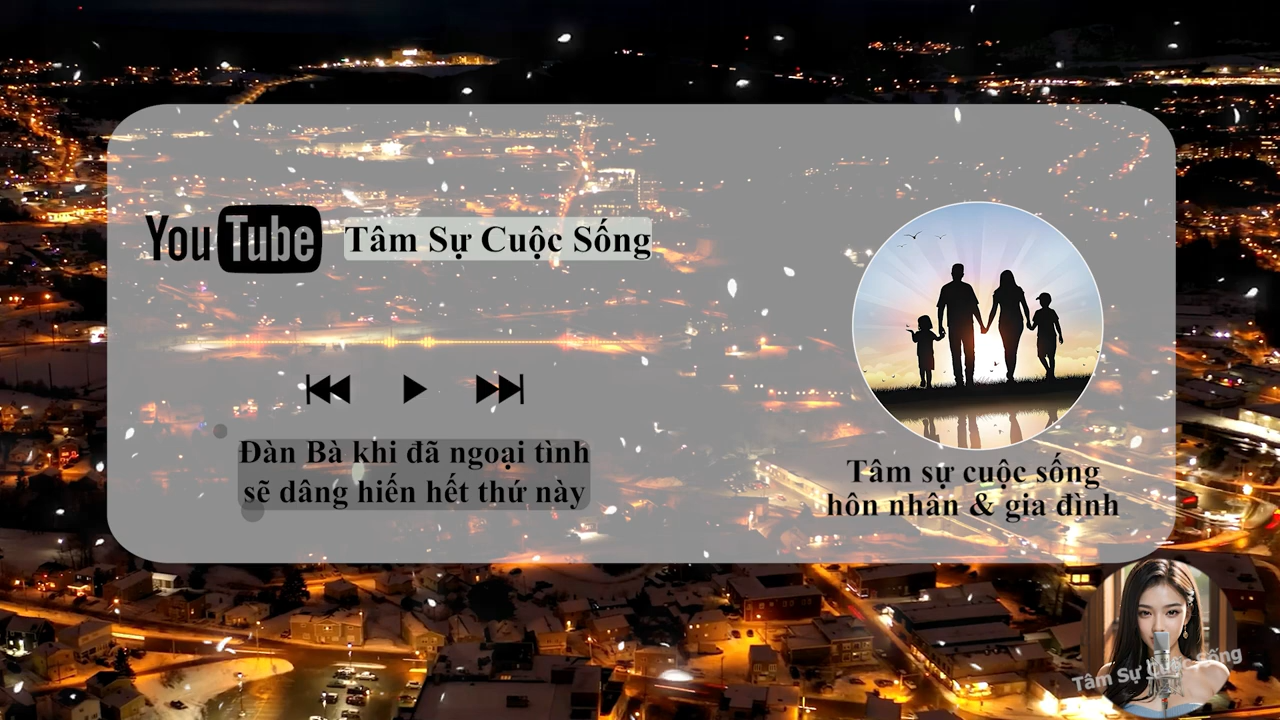 YouTube
Tâm Sự Cuộc Sống
Đàn Bà khi đã ngoại tình
sẽ dâng hiến hết thứ này
Tâm sự cuộc sống
hôn nhân & gia đình
Tâm Sự Cuộc Sống